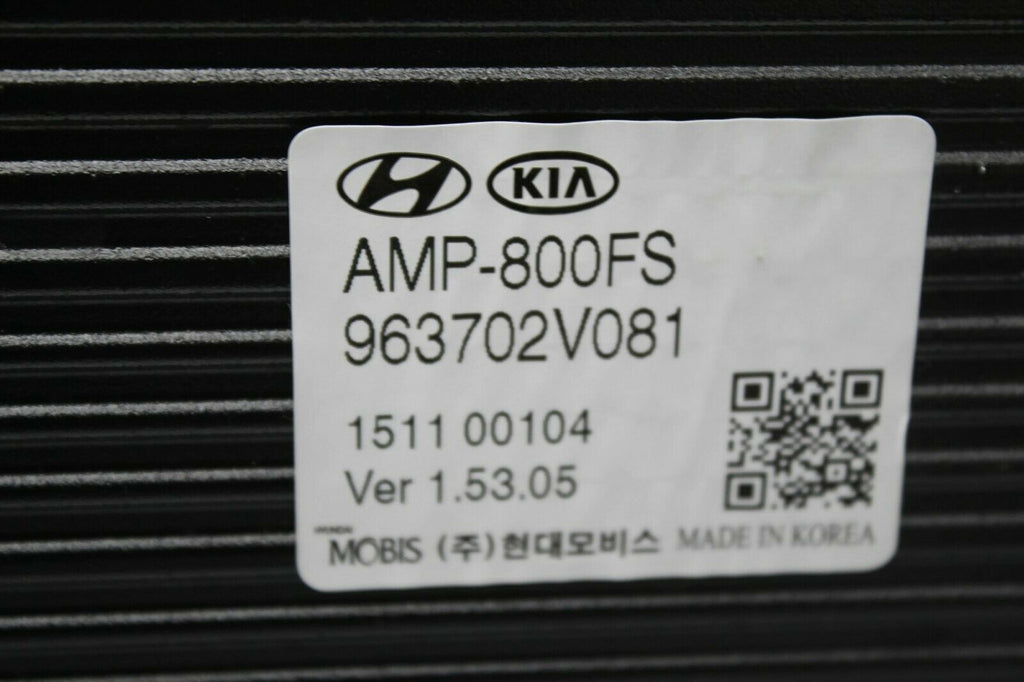 KIA
AMP-800FS
963702V081
1511 00104
Ver 1.53.05
HYUNDAI
MOBIS (주)현대모비스 MADE IN KOREA